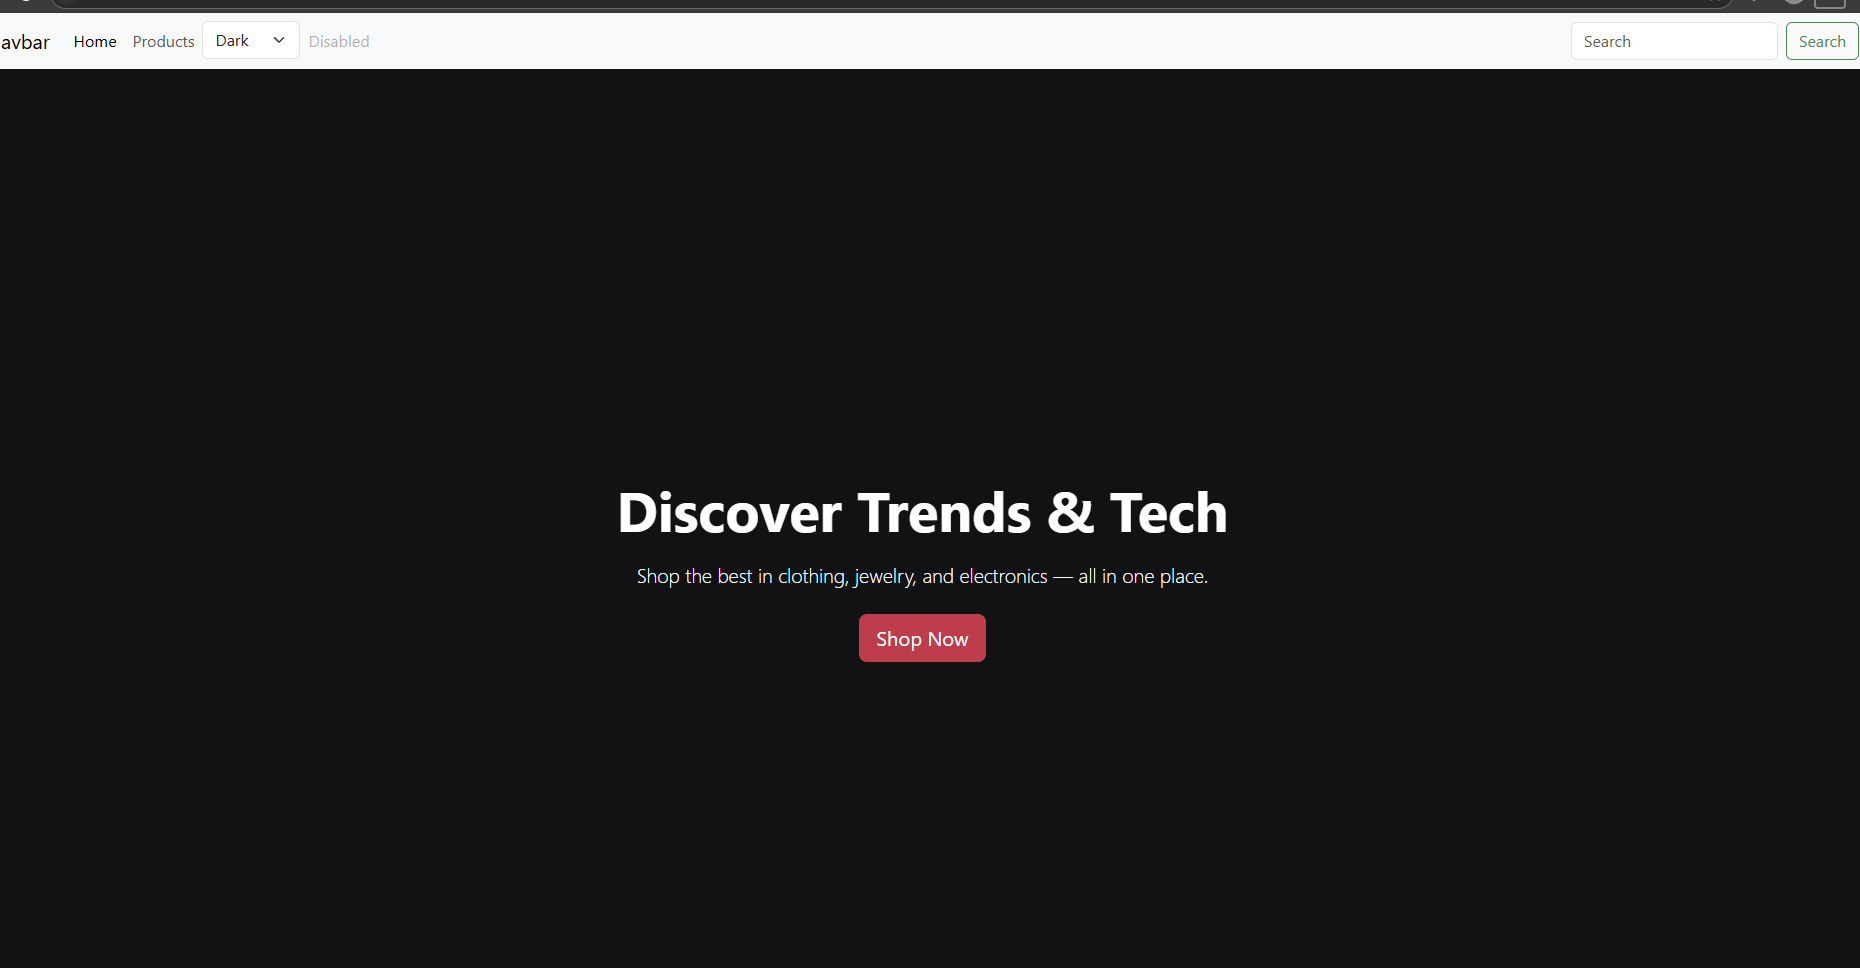 avbar Home Products Dark Disabled Search Search
Discover Trends & Tech
Shop the best in clothing, jewelry, and electronics — all in one place.
Shop Now